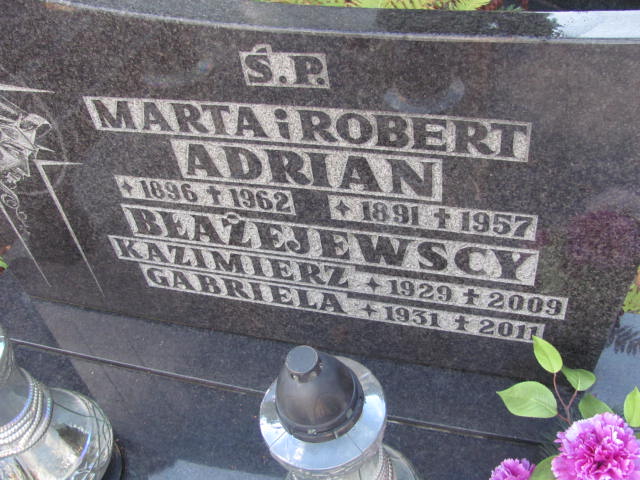 Ś.P.
MARTA i ROBERT
ADRIAN
✦ 1896 ✝ 1962 ✦ 1891 ✝ 1957
BŁAŻEJEWSCY
KAZIMIERZ ✦ 1929 ✝ 2009
GABRIELA ✦ 1931 ✝ 2011